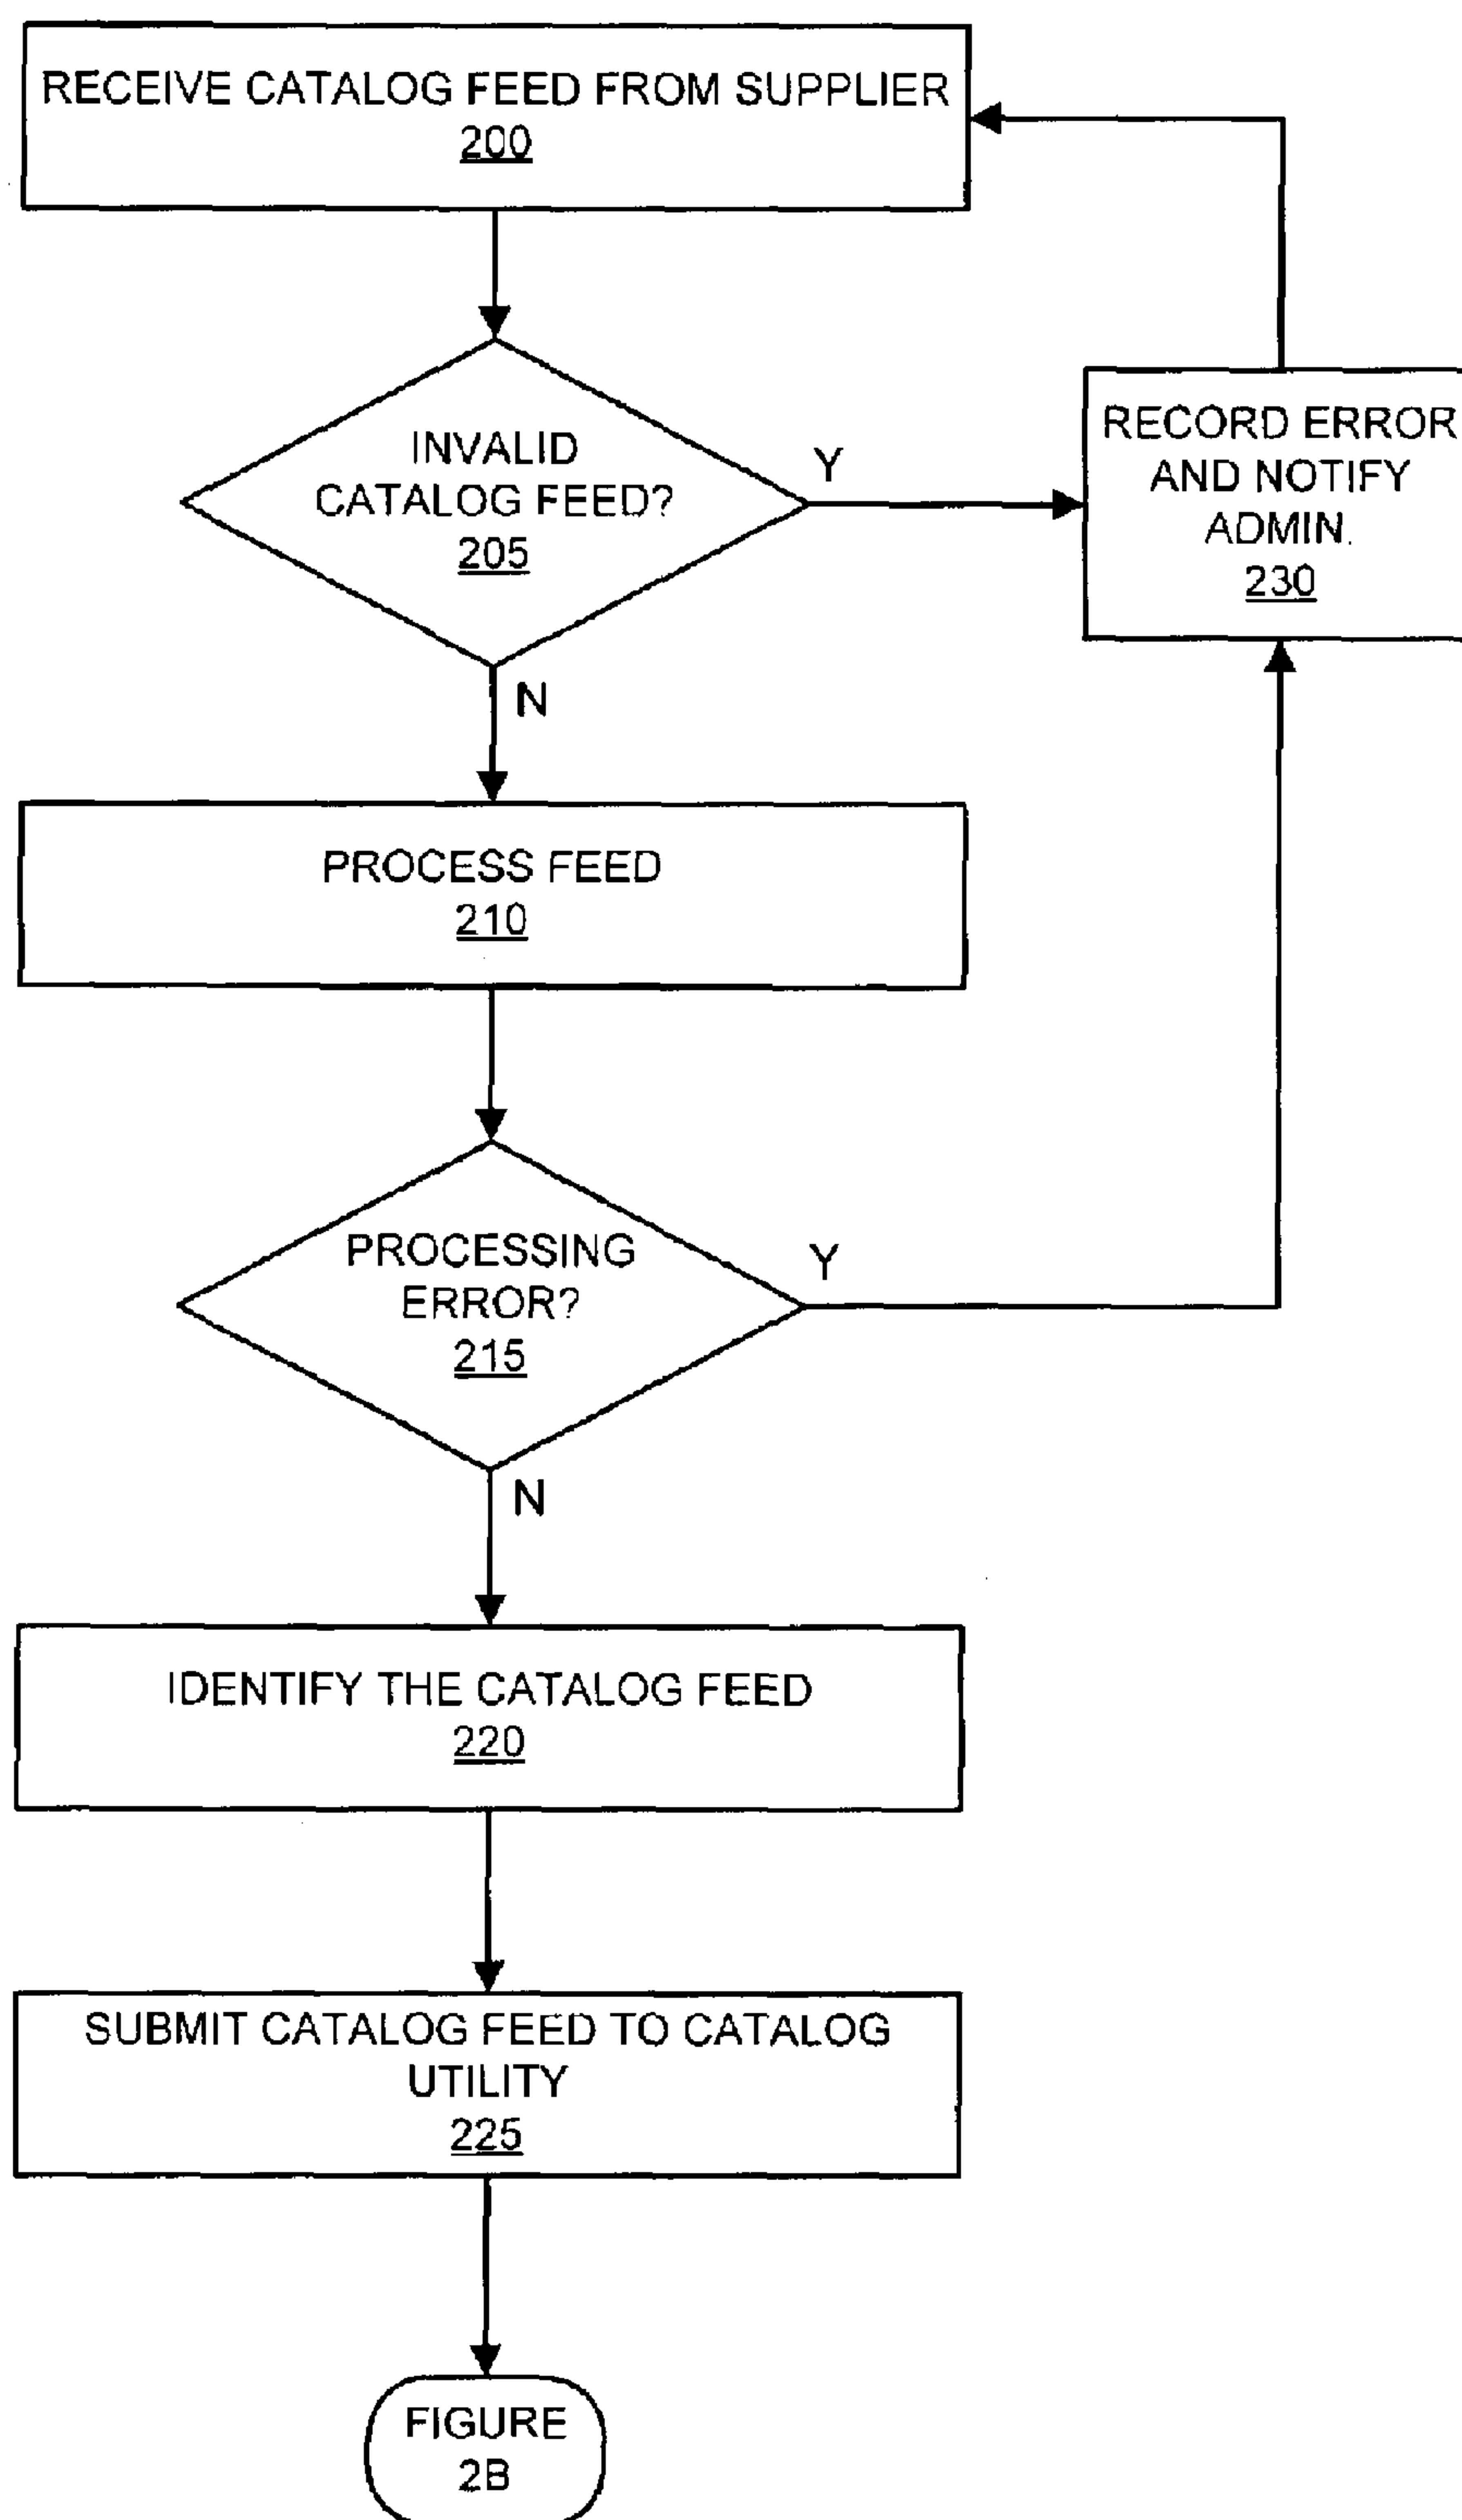 RECEIVE CATALOG FEED FROM SUPPLIER
200
INVALID
CATALOG FEED?
205
Y
RECORD ERROR
AND NOTIFY
ADMIN.
230
N
PROCESS FEED
210
PROCESSING
ERROR?
215
Y
N
IDENTIFY THE CATALOG FEED
220
SUBMIT CATALOG FEED TO CATALOG
UTILITY
225
FIGURE
2B